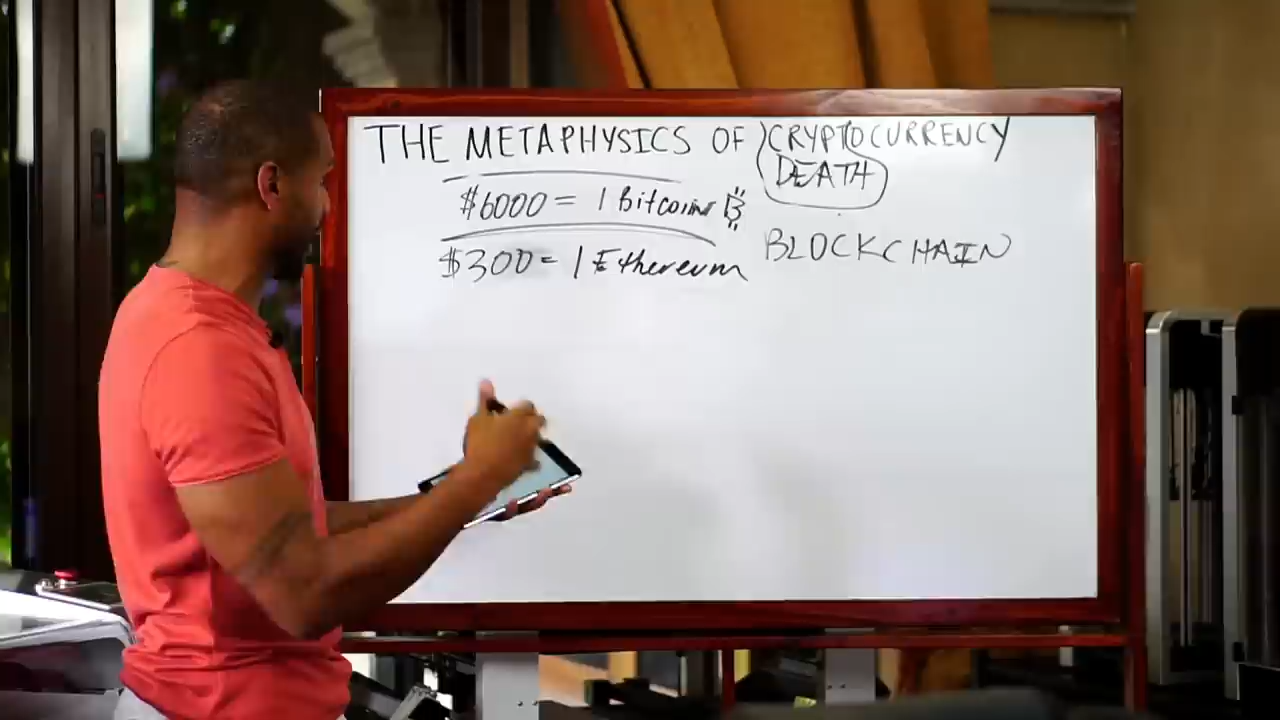 THE METAPHYSICS OF CRYPTOCURRENCY
DEATH
$6000 = 1 Bitcoin ₿
$300 = 1 Ethereum
BLOCKCHAIN